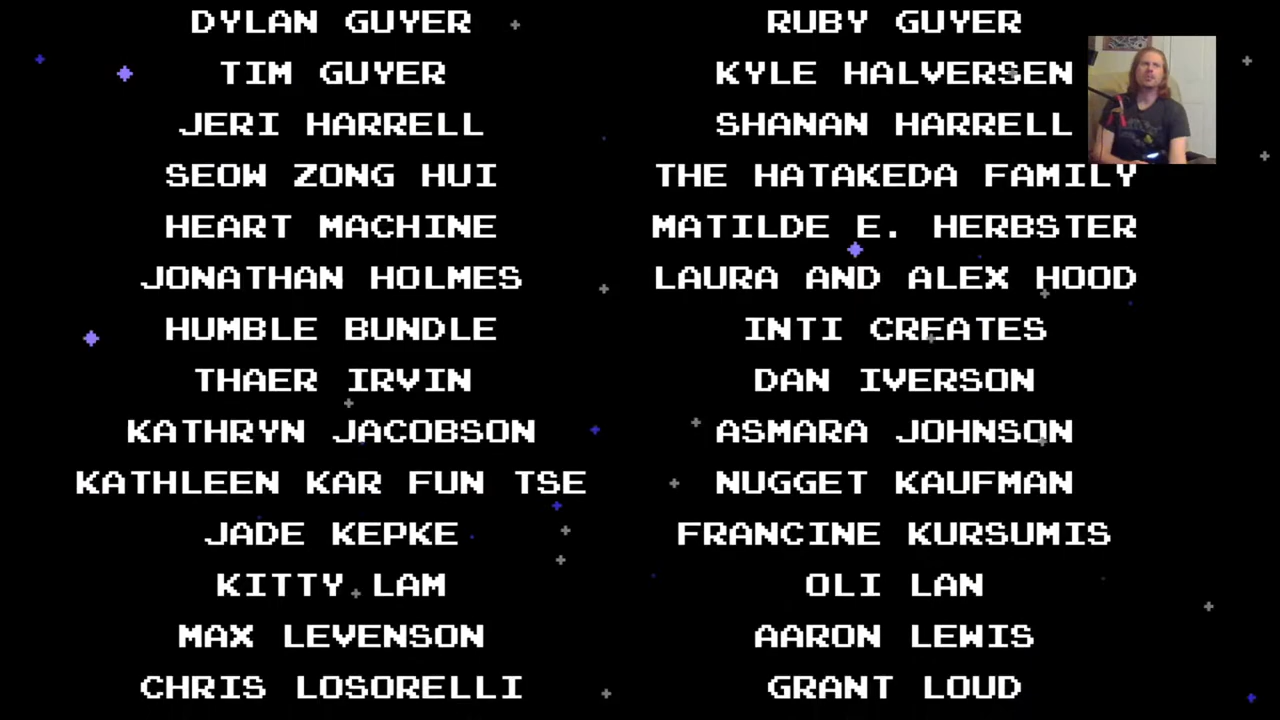 DYLAN GUYER RUBY GUYER
TIM GUYER KYLE HALVERSEN
JERI HARRELL SHANAN HARRELL
SEOW ZONG HUI THE HATAKEDA FAMILY
HEART MACHINE MATILDE E. HERBSTER
JONATHAN HOLMES LAURA AND ALEX HOOD
HUMBLE BUNDLE INTI CREATES
THAER IRVIN DAN IVERSON
KATHRYN JACOBSON ASMARA JOHNSON
KATHLEEN KAR FUN TSE NUGGET KAUFMAN
JADE KEPKE FRANCINE KURSUMIS
KITTY LAM OLI LAN
MAX LEVENSON AARON LEWIS
CHRIS LOSORELLI GRANT LOUD